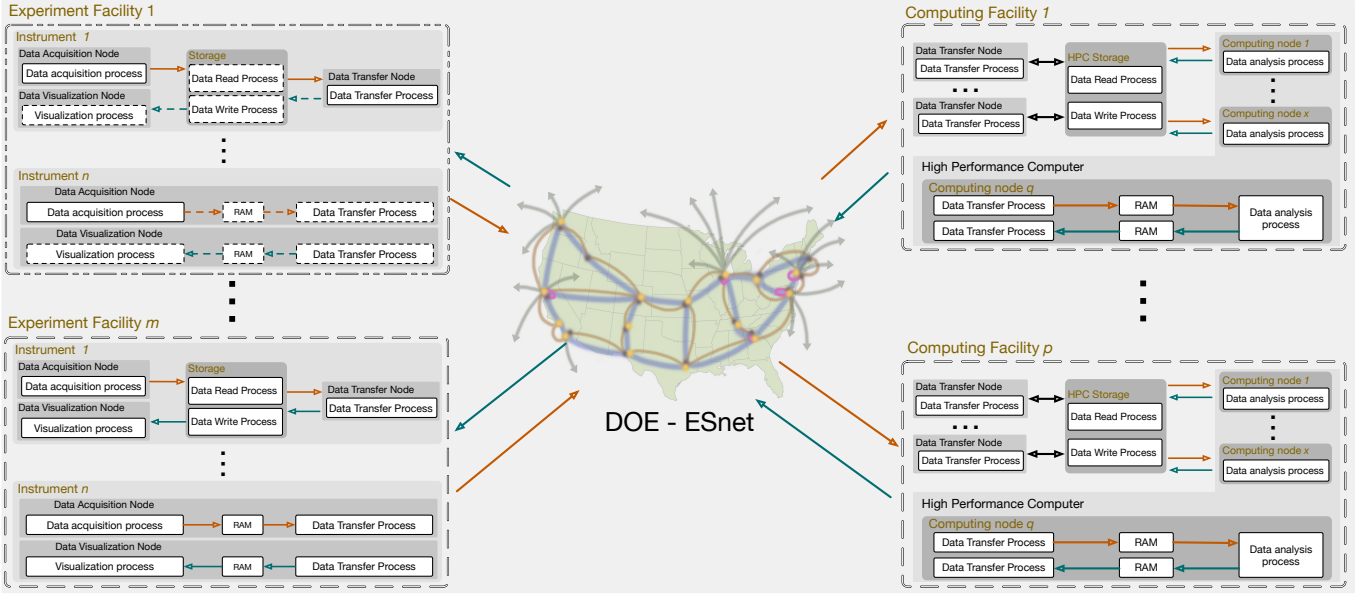 Experiment Facility 1
Instrument 1
Data Acquisition Node
Data acquisition process
Data Visualization Node
Visualization process
Storage
Data Read Process
Data Write Process
Data Transfer Node
Data Transfer Process
Instrument n
Data Acquisition Node
Data acquisition process
RAM
Data Transfer Process
Data Visualization Node
Visualization process
RAM
Data Transfer Process
Experiment Facility m
Instrument 1
Data Acquisition Node
Data acquisition process
Data Visualization Node
Visualization process
Storage
Data Read Process
Data Write Process
Data Transfer Node
Data Transfer Process
Instrument n
Data Acquisition Node
Data acquisition process
RAM
Data Transfer Process
Data Visualization Node
Visualization process
RAM
Data Transfer Process
DOE - ESnet
Computing Facility 1
Data Transfer Node
Data Transfer Process
...
Data Transfer Node
Data Transfer Process
HPC Storage
Data Read Process
Data Write Process
Computing node 1
Data analysis process
Computing node x
Data analysis process
High Performance Computer
Computing node q
Data Transfer Process
RAM
Data Transfer Process
RAM
Data analysis
process
Computing Facility p
Data Transfer Node
Data Transfer Process
...
Data Transfer Node
Data Transfer Process
HPC Storage
Data Read Process
Data Write Process
Computing node 1
Data analysis process
Computing node x
Data analysis process
High Performance Computer
Computing node q
Data Transfer Process
RAM
Data Transfer Process
RAM
Data analysis
process